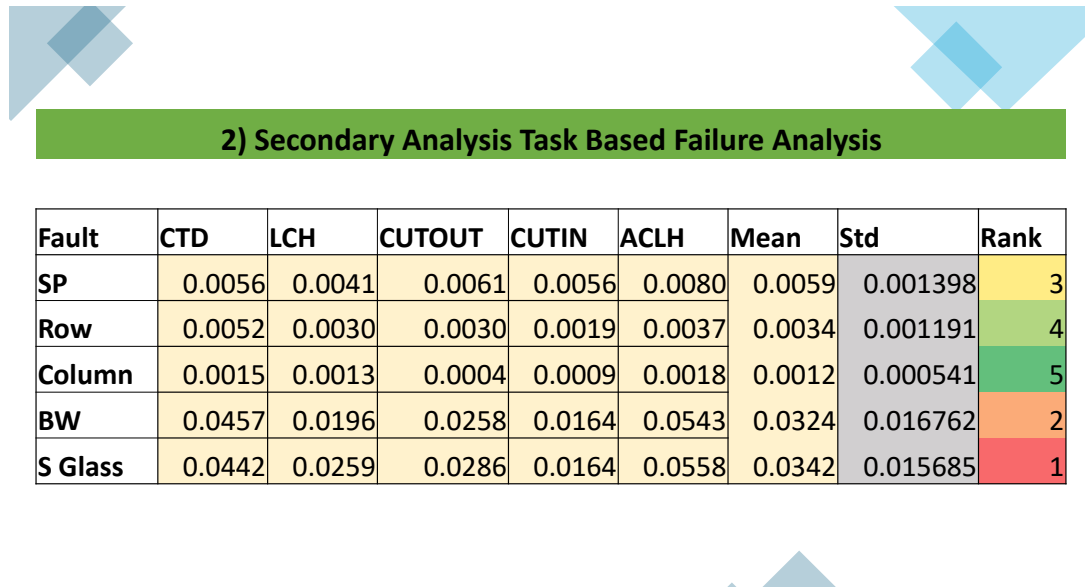 2) Secondary Analysis Task Based Failure Analysis
Fault CTD LCH CUTOUT CUTIN ACLH Mean Std Rank
SP 0.0056 0.0041 0.0061 0.0056 0.0080 0.0059 0.001398 3
Row 0.0052 0.0030 0.0030 0.0019 0.0037 0.0034 0.001191 4
Column 0.0015 0.0013 0.0004 0.0009 0.0018 0.0012 0.000541 5
BW 0.0457 0.0196 0.0258 0.0164 0.0543 0.0324 0.016762 2
S Glass 0.0442 0.0259 0.0286 0.0164 0.0558 0.0342 0.015685 1